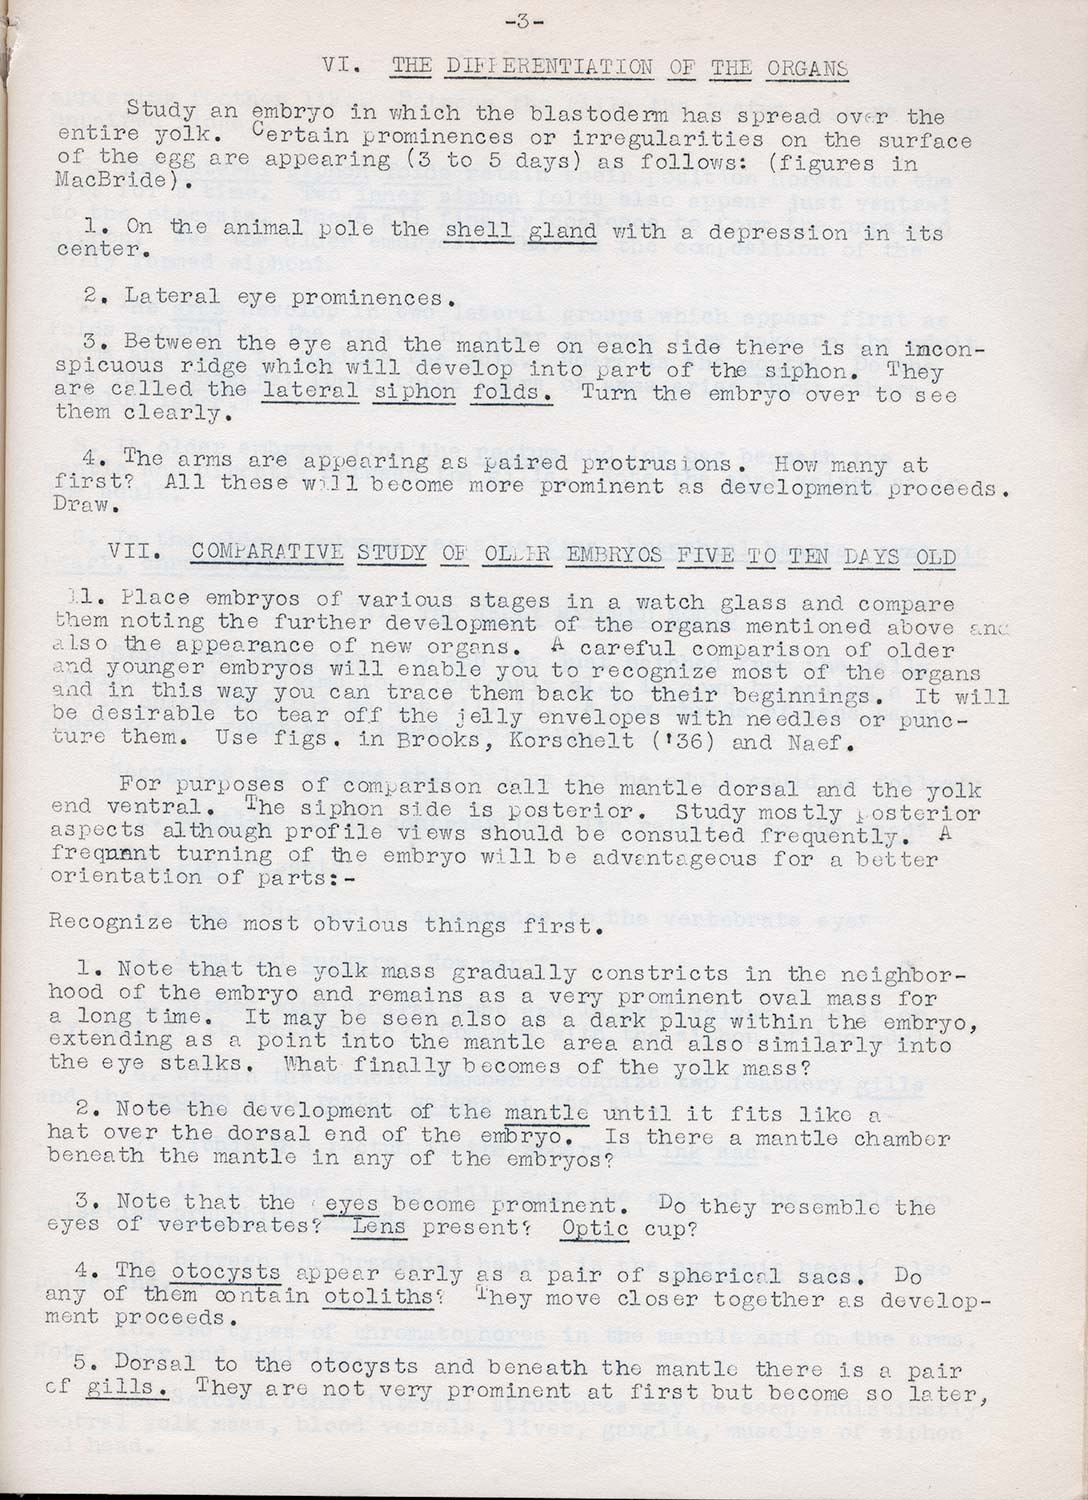 -3-
VI. THE DIFFERENTIATION OF THE ORGANS
Study an embryo in which the blastoderm has spread over the
entire yolk. Certain prominences or irregularities on the surface
of the egg are appearing (3 to 5 days) as follows: (figures in
MacBride).
1. On the animal pole the shell gland with a depression in its
center.
2. Lateral eye prominences.
3. Between the eye and the mantle on each side there is an incon-
spicuous ridge which will develop into part of the siphon. They
are called the lateral siphon folds. Turn the embryo over to see
them clearly.
4. The arms are appearing as paired protrusions. How many at
first? All these will become more prominent as development proceeds.
Draw.
VII. COMPARATIVE STUDY OF OLDER EMBRYOS FIVE TO TEN DAYS OLD
11. Place embryos of various stages in a watch glass and compare
them noting the further development of the organs mentioned above and
also the appearance of new organs. A careful comparison of older
and younger embryos will enable you to recognize most of the organs
and in this way you can trace them back to their beginnings. It will
be desirable to tear off the jelly envelopes with needles or punc-
ture them. Use figs. in Brooks, Korschelt ('36) and Naef.
For purposes of comparison call the mantle dorsal and the yolk
end ventral. The siphon side is posterior. Study mostly posterior
aspects although profile views should be consulted frequently. A
frequnnt turning of the embryo will be advantageous for a better
orientation of parts:-
Recognize the most obvious things first.
1. Note that the yolk mass gradually constricts in the neighbor-
hood of the embryo and remains as a very prominent oval mass for
a long time. It may be seen also as a dark plug within the embryo,
extending as a point into the mantle area and also similarly into
the eye stalks. What finally becomes of the yolk mass?
2. Note the development of the mantle until it fits like a
hat over the dorsal end of the embryo. Is there a mantle chamber
beneath the mantle in any of the embryos?
3. Note that the eyes become prominent. Do they resemble the
eyes of vertebrates? Lens present? Optic cup?
4. The otocysts appear early as a pair of spherical sacs. Do
any of them contain otoliths? They move closer together as develop-
ment proceeds.
5. Dorsal to the otocysts and beneath the mantle there is a pair
of gills. They are not very prominent at first but become so later,